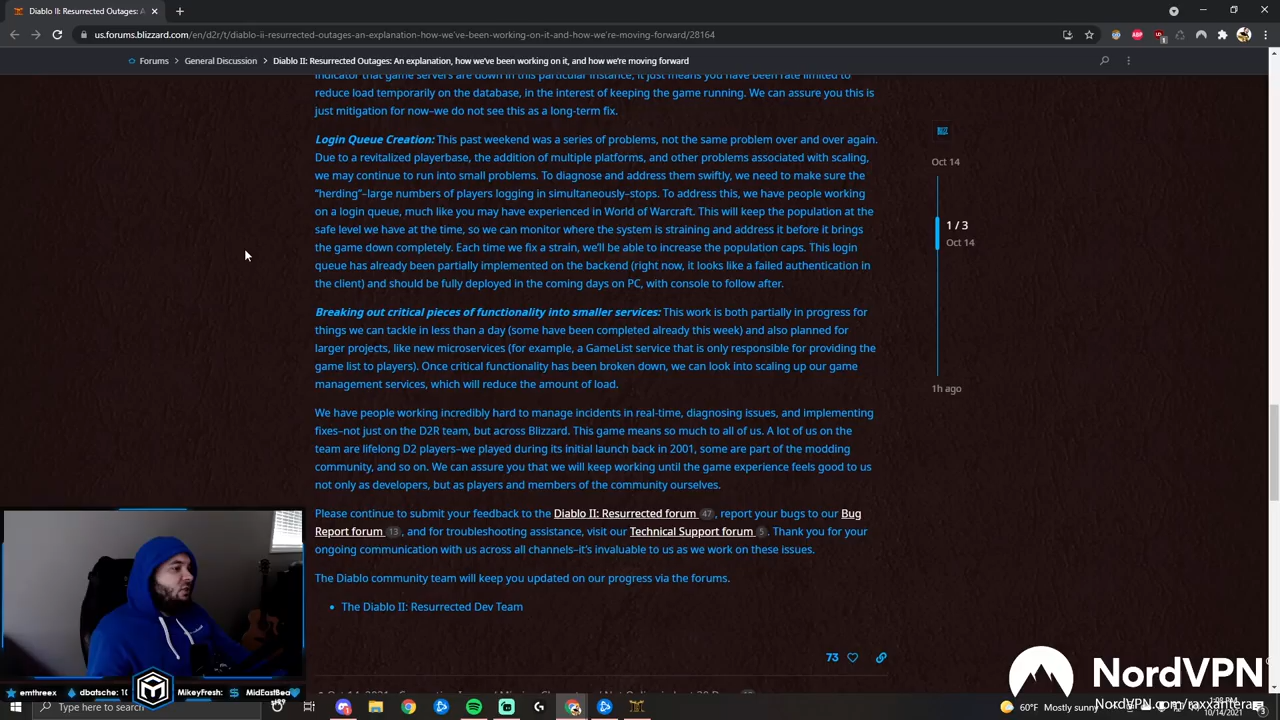 Diablo II: Resurrected Outages: A
us.forums.blizzard.com/en/d2r/t/diablo-ii-resurrected-outages-an-explanation-how-we've-been-working-on-it-and-how-we're-moving-forward/28164
Forums > General Discussion > Diablo II: Resurrected Outages: An explanation, how we've been working on it, and how we're moving forward
indicator that game servers are down in this particular instance, it just means you have been rate limited to
reduce load temporarily on the database, in the interest of keeping the game running. We can assure you this is
just mitigation for now–we do not see this as a long-term fix.
Login Queue Creation: This past weekend was a series of problems, not the same problem over and over again.
Due to a revitalized playerbase, the addition of multiple platforms, and other problems associated with scaling,
we may continue to run into small problems. To diagnose and address them swiftly, we need to make sure the
“herding”–large numbers of players logging in simultaneously–stops. To address this, we have people working
on a login queue, much like you may have experienced in World of Warcraft. This will keep the population at the
safe level we have at the time, so we can monitor where the system is straining and address it before it brings
the game down completely. Each time we fix a strain, we’ll be able to increase the population caps. This login
queue has already been partially implemented on the backend (right now, it looks like a failed authentication in
the client) and should be fully deployed in the coming days on PC, with console to follow after.
Breaking out critical pieces of functionality into smaller services: This work is both partially in progress for
things we can tackle in less than a day (some have been completed already this week) and also planned for
larger projects, like new microservices (for example, a GameList service that is only responsible for providing the
game list to players). Once critical functionality has been broken down, we can look into scaling up our game
management services, which will reduce the amount of load.
We have people working incredibly hard to manage incidents in real-time, diagnosing issues, and implementing
fixes–not just on the D2R team, but across Blizzard. This game means so much to all of us. A lot of us on the
team are lifelong D2 players–we played during its initial launch back in 2001, some are part of the modding
community, and so on. We can assure you that we will keep working until the game experience feels good to us
not only as developers, but as players and members of the community ourselves.
Please continue to submit your feedback to the Diablo II: Resurrected forum 47, report your bugs to our Bug
Report forum 13, and for troubleshooting assistance, visit our Technical Support forum 5. Thank you for your
ongoing communication with us across all channels–it’s invaluable to us as we work on these issues.
The Diablo community team will keep you updated on our progress via the forums.
• The Diablo II: Resurrected Dev Team
73
Oct 14
1 / 3
Oct 14
1h ago
emthreex
dbatsche: 10
MikeyFresh:
MidEastBea
NordVPN
NordVPN.com/raxxanterax
Type here to search
60°F Mostly sunny
10/14/2021